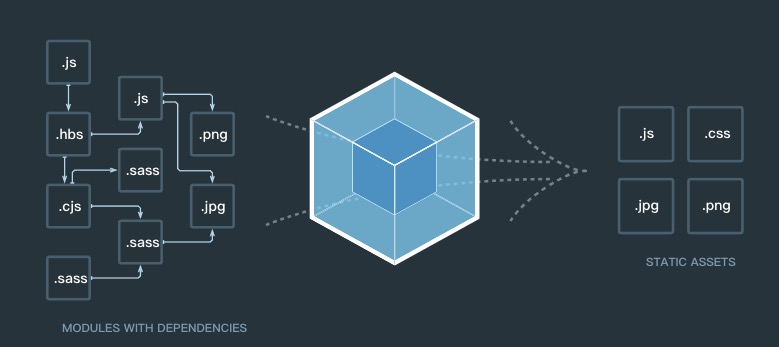 .js
.js
.hbs
.png
.sass
.cjs
.jpg
.sass
.sass
MODULES WITH DEPENDENCIES
.js
.css
.jpg
.png
STATIC ASSETS